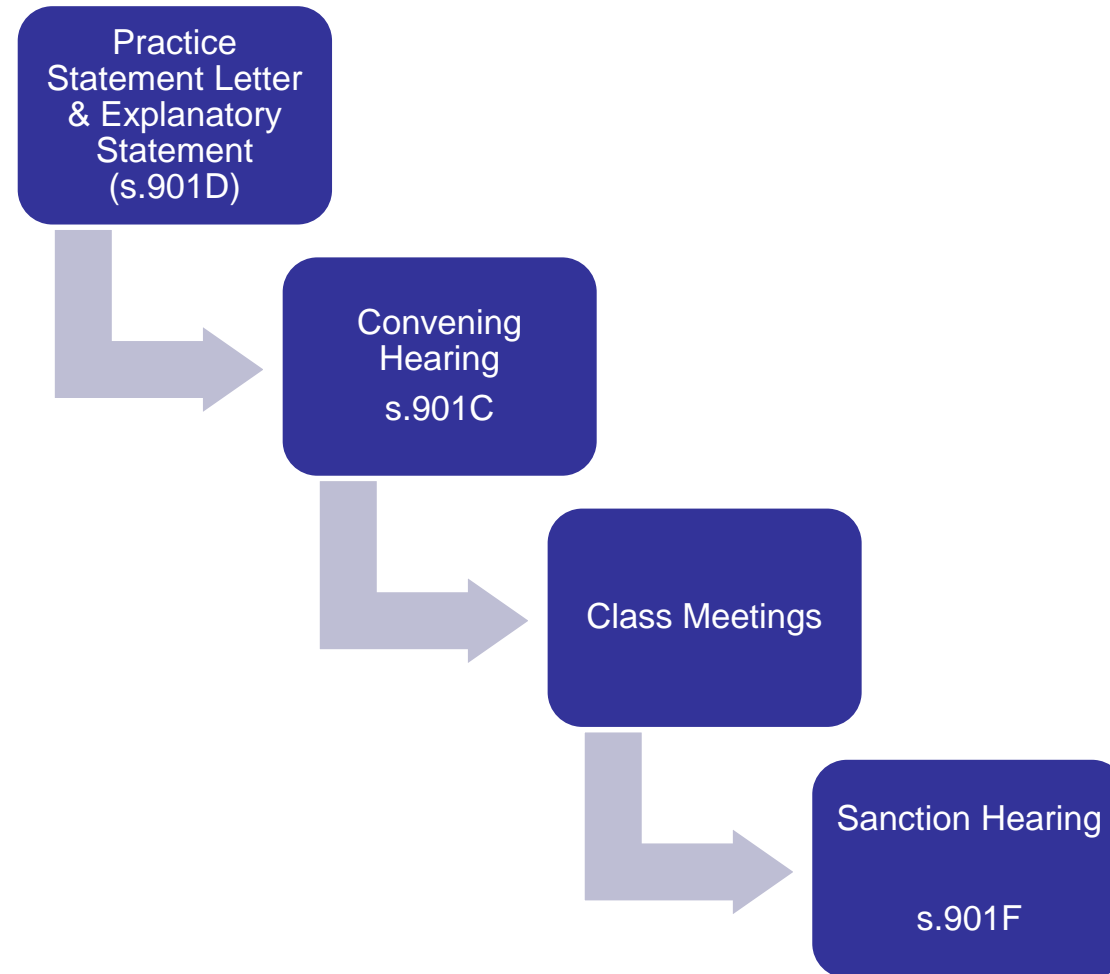 Practice
Statement Letter
& Explanatory
Statement
(s.901D)
Convening
Hearing
s.901C
Class Meetings
Sanction Hearing
s.901F